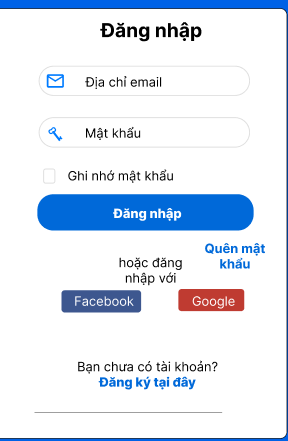 Đăng nhập
Địa chỉ email
Mật khẩu
Ghi nhớ mật khẩu
Đăng nhập
Quên mật
khẩu
hoặc đăng
nhập với
Facebook
Google
Bạn chưa có tài khoản?
Đăng ký tại đây